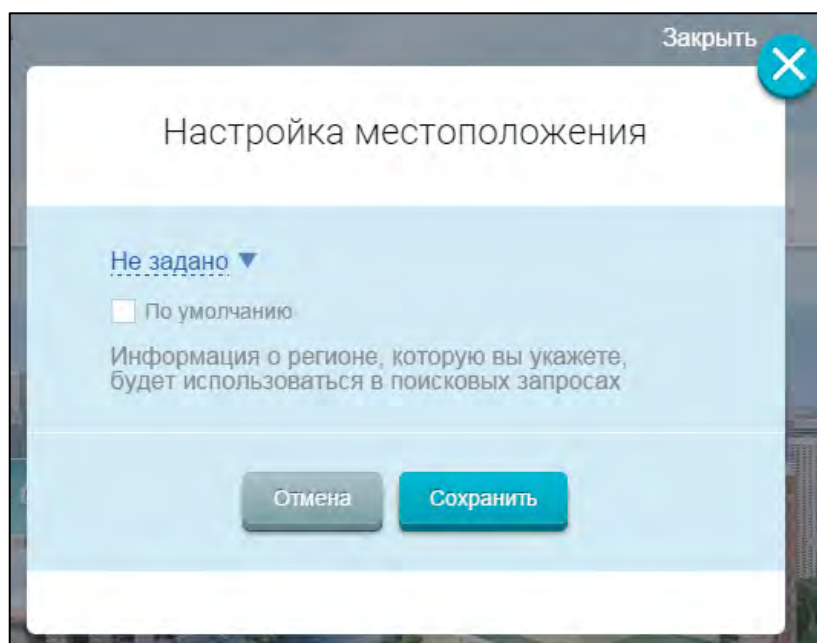 Закрыть
Настройка местоположения
Не задано
По умолчанию
Информация о регионе, которую вы укажете,
будет использоваться в поисковых запросах
Отмена
Сохранить